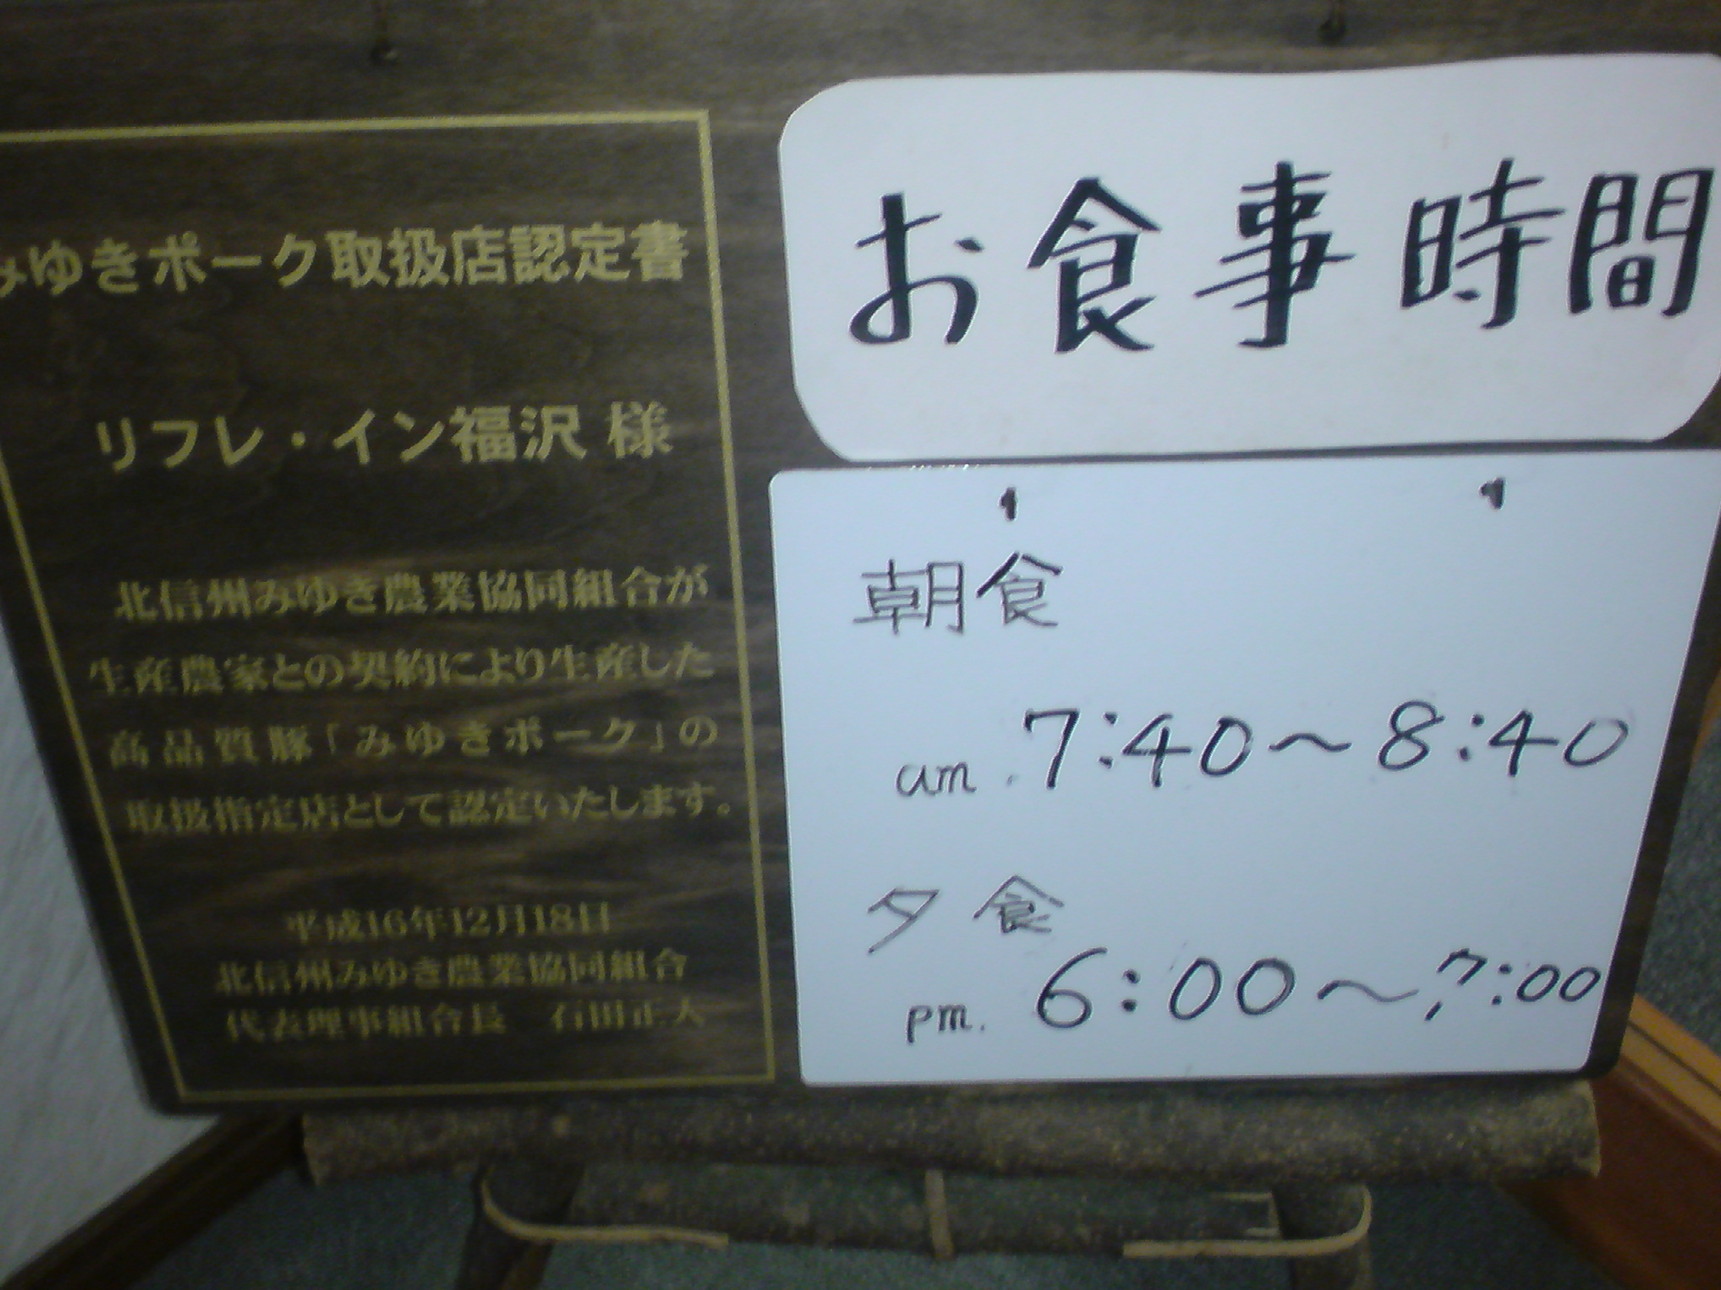 みゆきポーク取扱店認定書
リフレ・イン福沢 様
北信州みゆき農業協同組合が
生産農家との契約により生産した
高品質豚「みゆきポーク」の
取扱指定店として認定いたします。
平成16年12月18日
北信州みゆき農業協同組合
代表理事組合長 石田正人
お食事時間
朝食
am. 7:40～8:40
夕食
pm. 6:00～7:00